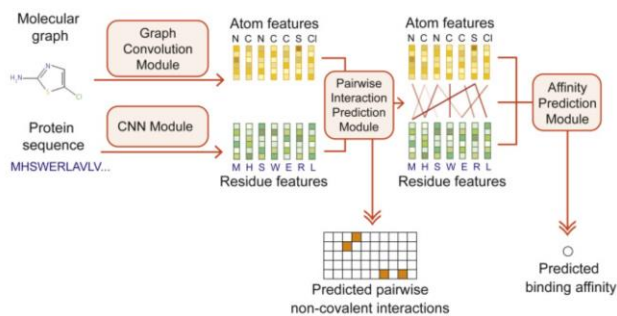 Molecular
graph
H₂N
N
S
Cl
Graph
Convolution
Module
Atom features
N C N C C S Cl
Pairwise
Interaction
Prediction
Module
Atom features
N C N C C S Cl
Affinity
Prediction
Module
Protein
sequence
MHSWERLAVLV...
CNN Module
M H S W E R L
Residue features
M H S W E R L
Residue features
Predicted pairwise
non-covalent interactions
Predicted
binding affinity